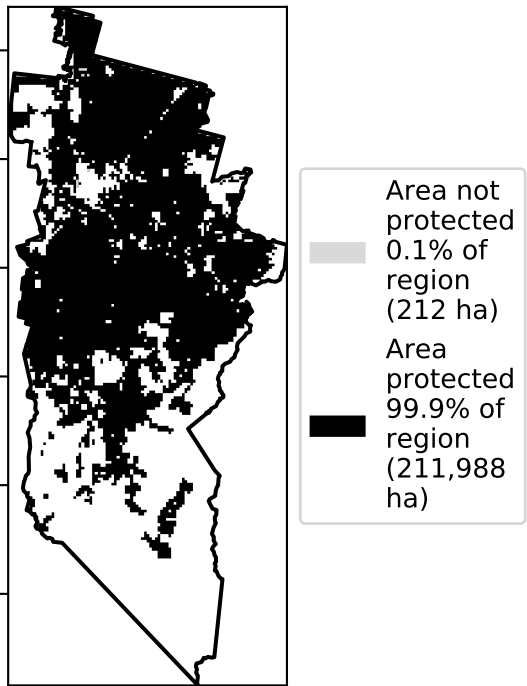 Area not
protected
0.1% of
region
(212 ha)
Area
protected
99.9% of
region
(211,988
ha)